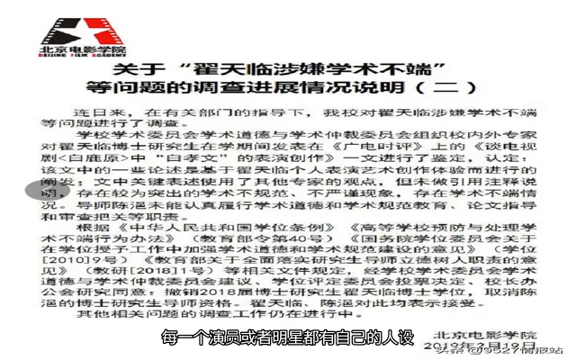 北京电影学院
BEIJING FILM ACADEMY
关于“翟天临涉嫌学术不端”
等问题的调查进展情况说明（二）
连日来，在有关部门的指导下，我校对翟天临涉嫌学术不端
等问题进行了调查。
学校学术委员会学术道德与学术仲裁委员会组织校内外专家
对翟天临博士研究生在学期间发表在《广电时评》上的《谈电视
剧<白鹿原>中“白孝文”的表演创作》一文进行了鉴定，认定：
该文中的一些论述是基于翟天临个人表演艺术创作体验而进行的
阐发；文中关键表述使用了其他专家的观点，但未做引用注释说
明，存在较为突出的学术不道德和、不严谨现象，存在学术不端情
况。导师陈浥未能认真履行学术道德和学术规范教育、论文指导
和审查把关等职责。
根据《中华人民共和国学位条例》《高等学校预防与处理学
术不端行为办法》（教育部令第40号）《国务院学位委员会关于
在学位授予工作中加强学术道德和学术规范建设的意见》（学位
[2010]9号）《教育部关于全面落实研究生导师立德树人职责的意
见》（教研[2018]1号）等相关文件规定，经学校学术委员会学术
道德与学术仲裁委员会建议、学位评定委员会投票决定、校长办
公会研究同意：撤销2018届博士研究生翟天临博士学位，取消陈
浥的博士研究生导师资格。翟天临、陈浥对此均表示接受。
其他相关问题的调查工作仍在进行中。
每一个演员或者明星都有自己的人设
北京电影学院
2019年2月19日